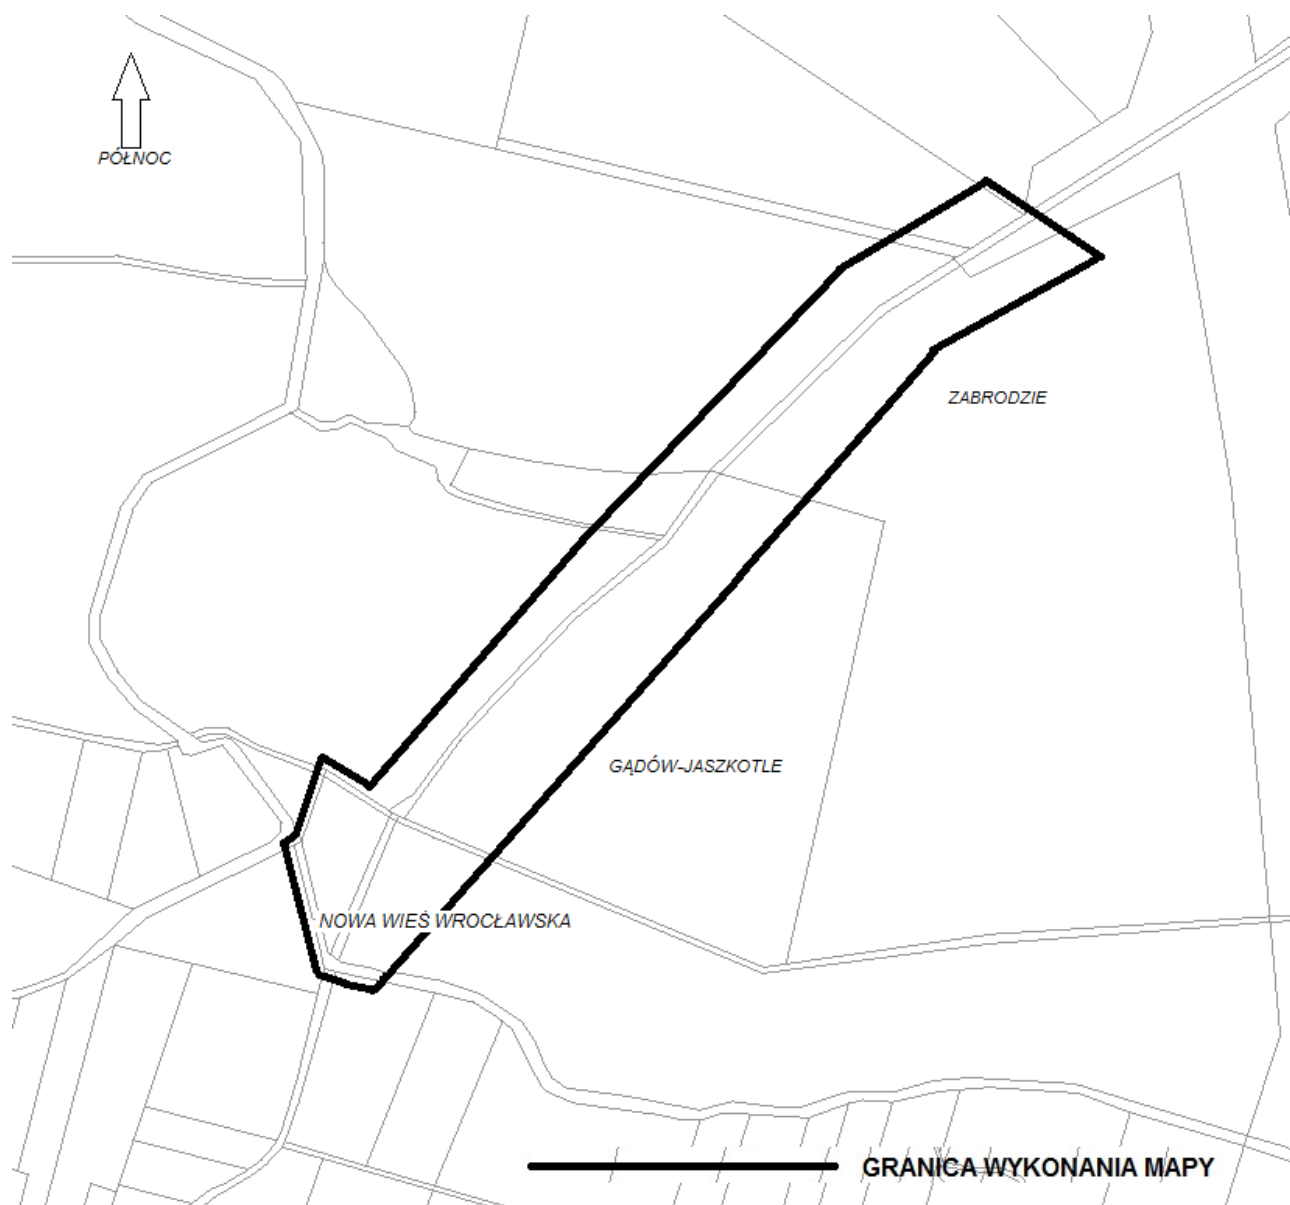 PÓŁNOC
ZABRODZIE
GĄDÓW-JASZKOTLE
NOWA WIEŚ WROCŁAWSKA
GRANICA WYKONANIA MAPY